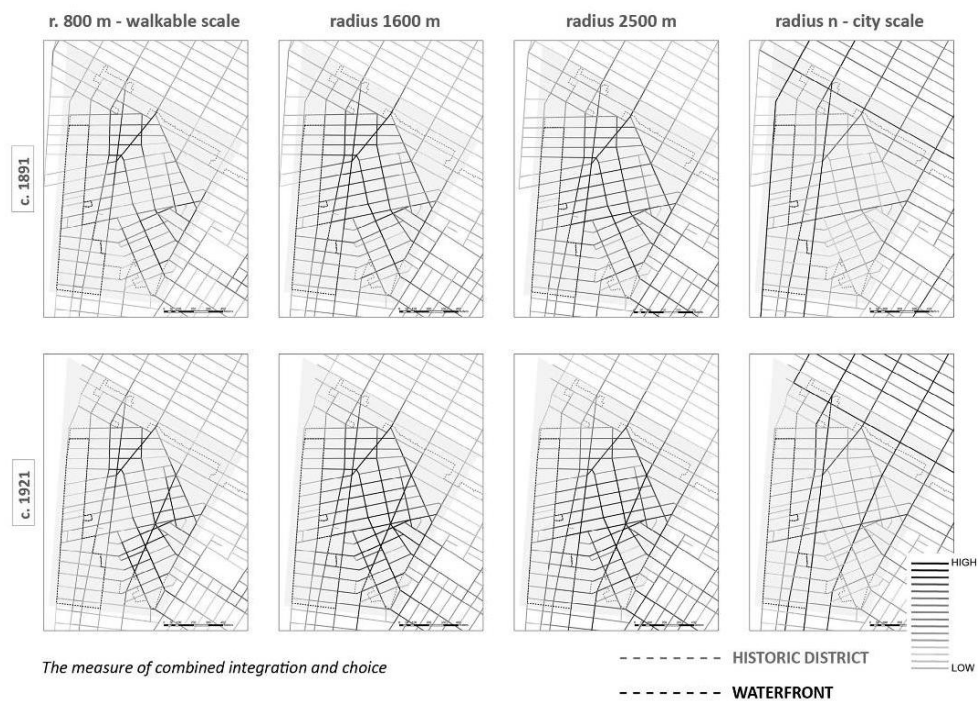 r. 800 m - walkable scale
radius 1600 m
radius 2500 m
radius n - city scale
c. 1891
c. 1921
HIGH
LOW
The measure of combined integration and choice
HISTORIC DISTRICT
WATERFRONT